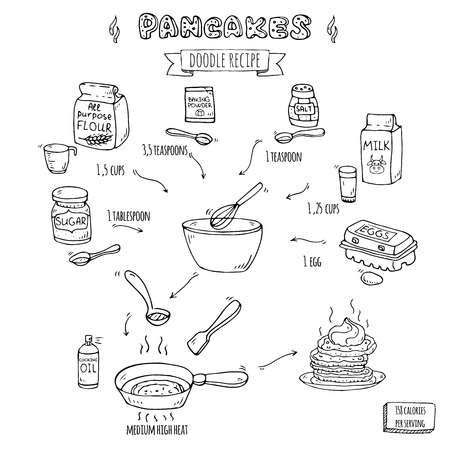 PANCAKES
DOODLE RECIPE
All
purpose
FLOUR
BAKING
POWDER
SALT
MILK
3,5 TEASPOONS
1 TEASPOON
1,5 CUPS
SUGAR
1 TABLESPOON
1,25 CUPS
EGGS
1 EGG
COOKING
OIL
MEDIUM HIGH HEAT
158 CALORIES
PER SERVING